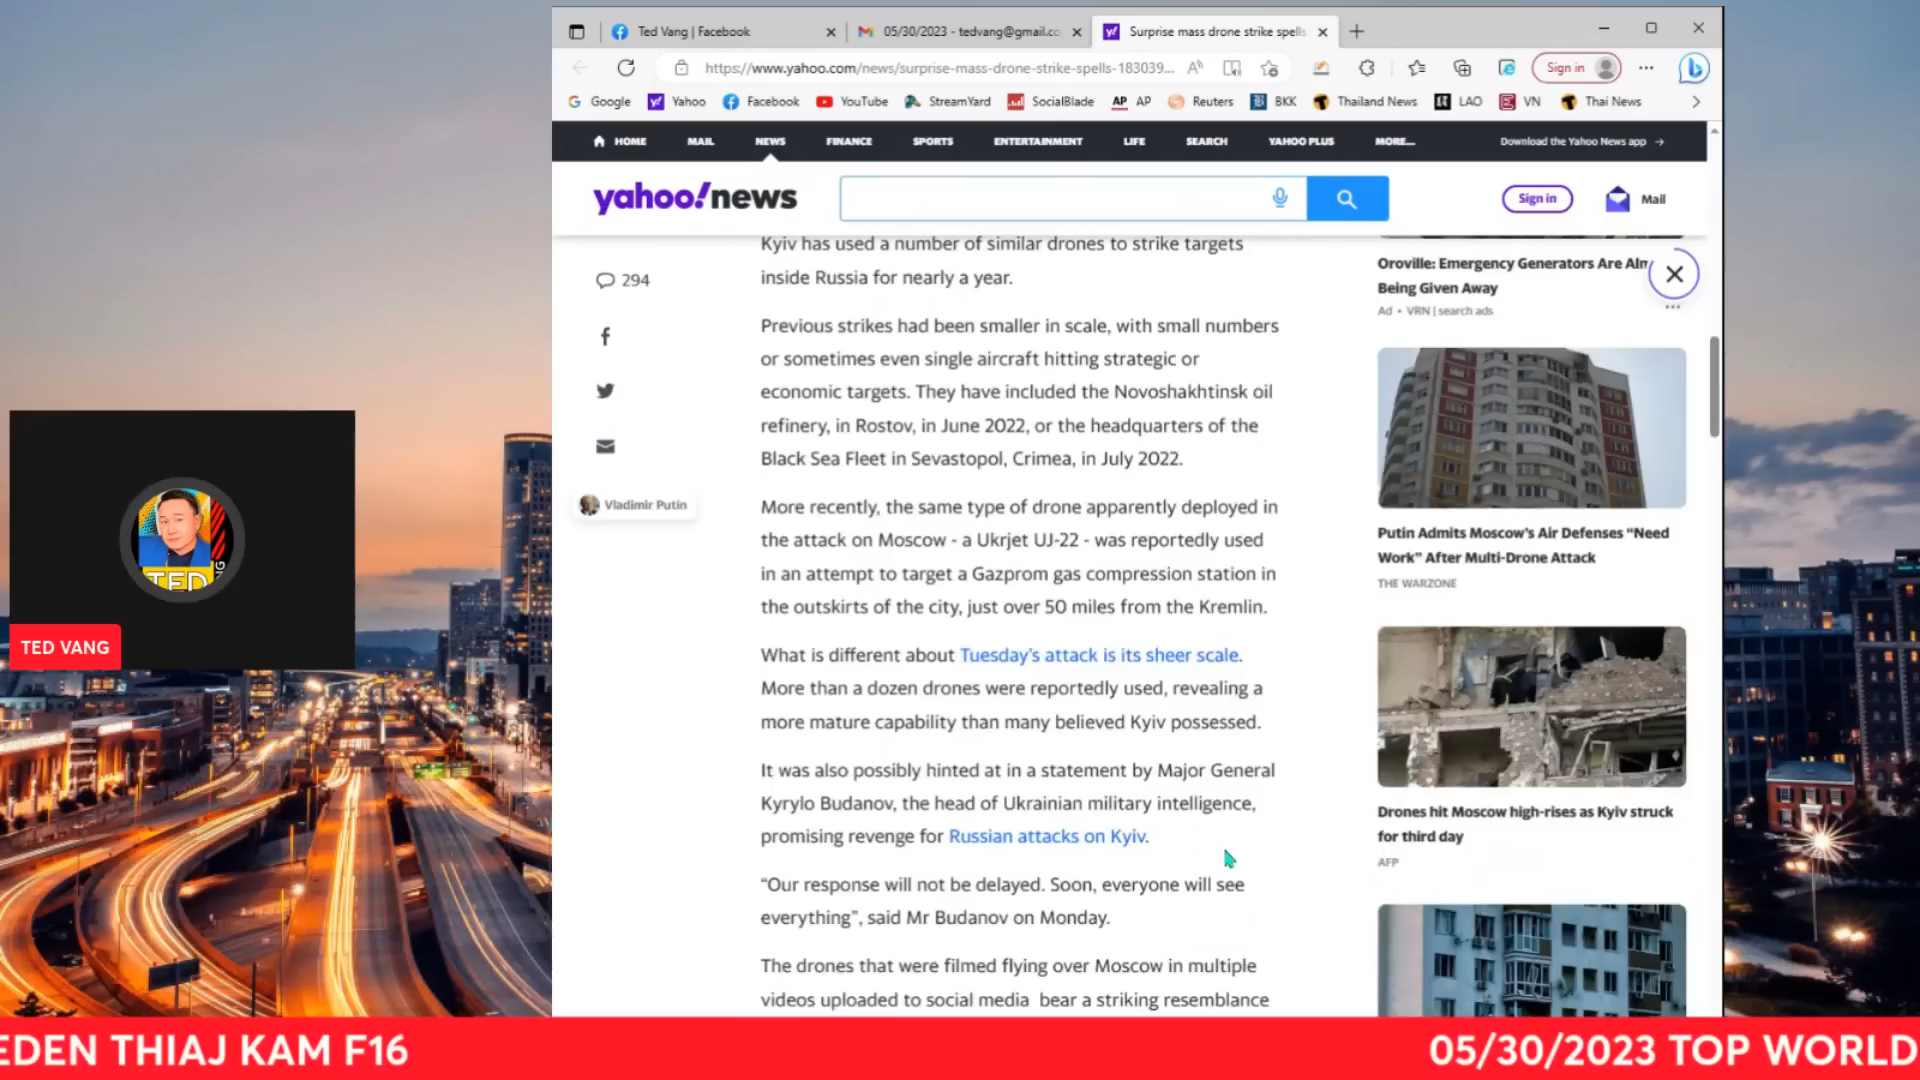 Ted Vang | Facebook
05/30/2023 - tedvang@gmail.co
Surprise mass drone strike spells
https://www.yahoo.com/news/surprise-mass-drone-strike-spells-183039...
Sign in
Google
Yahoo
Facebook
YouTube
StreamYard
SocialBlade
AP AP
Reuters
BKK
Thailand News
LAO
VN
Thai News
HOME
MAIL
NEWS
FINANCE
SPORTS
ENTERTAINMENT
LIFE
SEARCH
YAHOO PLUS
MORE...
Download the Yahoo News app →
yahoo!news
Sign in
Mail
294
Vladimir Putin
Kyiv has used a number of similar drones to strike targets
inside Russia for nearly a year.
Previous strikes had been smaller in scale, with small numbers
or sometimes even single aircraft hitting strategic or
economic targets. They have included the Novoshakhtinsk oil
refinery, in Rostov, in June 2022, or the headquarters of the
Black Sea Fleet in Sevastopol, Crimea, in July 2022.
More recently, the same type of drone apparently deployed in
the attack on Moscow - a Ukrjet UJ-22 - was reportedly used
in an attempt to target a Gazprom gas compression station in
the outskirts of the city, just over 50 miles from the Kremlin.
What is different about Tuesday's attack is its sheer scale.
More than a dozen drones were reportedly used, revealing a
more mature capability than many believed Kyiv possessed.
It was also possibly hinted at in a statement by Major General
Kyrylo Budanov, the head of Ukrainian military intelligence,
promising revenge for Russian attacks on Kyiv.
“Our response will not be delayed. Soon, everyone will see
everything”, said Mr Budanov on Monday.
The drones that were filmed flying over Moscow in multiple
videos uploaded to social media bear a striking resemblance
Oroville: Emergency Generators Are Alm
Being Given Away
Ad • VRN | search ads
Putin Admits Moscow's Air Defenses “Need
Work” After Multi-Drone Attack
THE WARZONE
Drones hit Moscow high-rises as Kyiv struck
for third day
AFP
TED
TED VANG
EDEN THIAJ KAM F16
05/30/2023 TOP WORLD